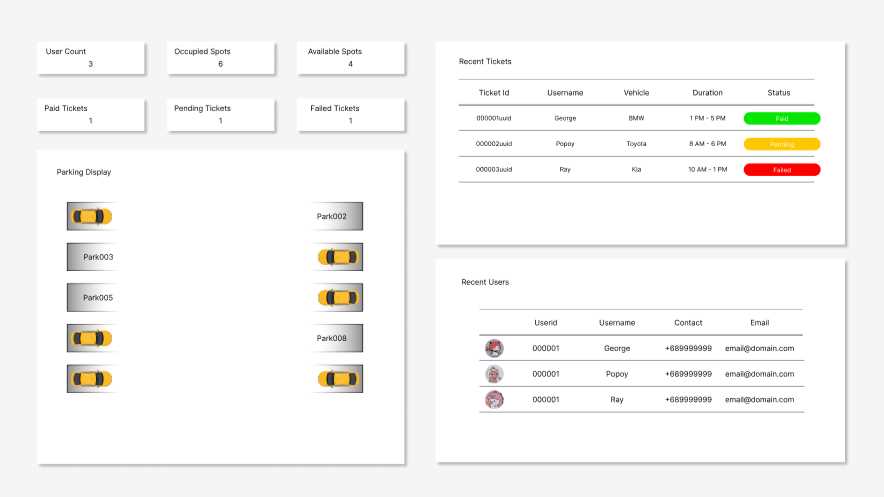 User Count
3
Occupied Spots
6
Available Spots
4
Paid Tickets
1
Pending Tickets
1
Failed Tickets
1
Parking Display
Park002
Park003
Park005
Park008
Recent Tickets
Ticket Id Username Vehicle Duration Status
000001uuid George BMW 1 PM - 5 PM Paid
000002uuid Popoy Toyota 8 AM - 6 PM Pending
000003uuid Ray Kia 10 AM - 1 PM Failed
Recent Users
Userid Username Contact Email
000001 George +689999999 email@domain.com
000001 Popoy +689999999 email@domain.com
000001 Ray +689999999 email@domain.com